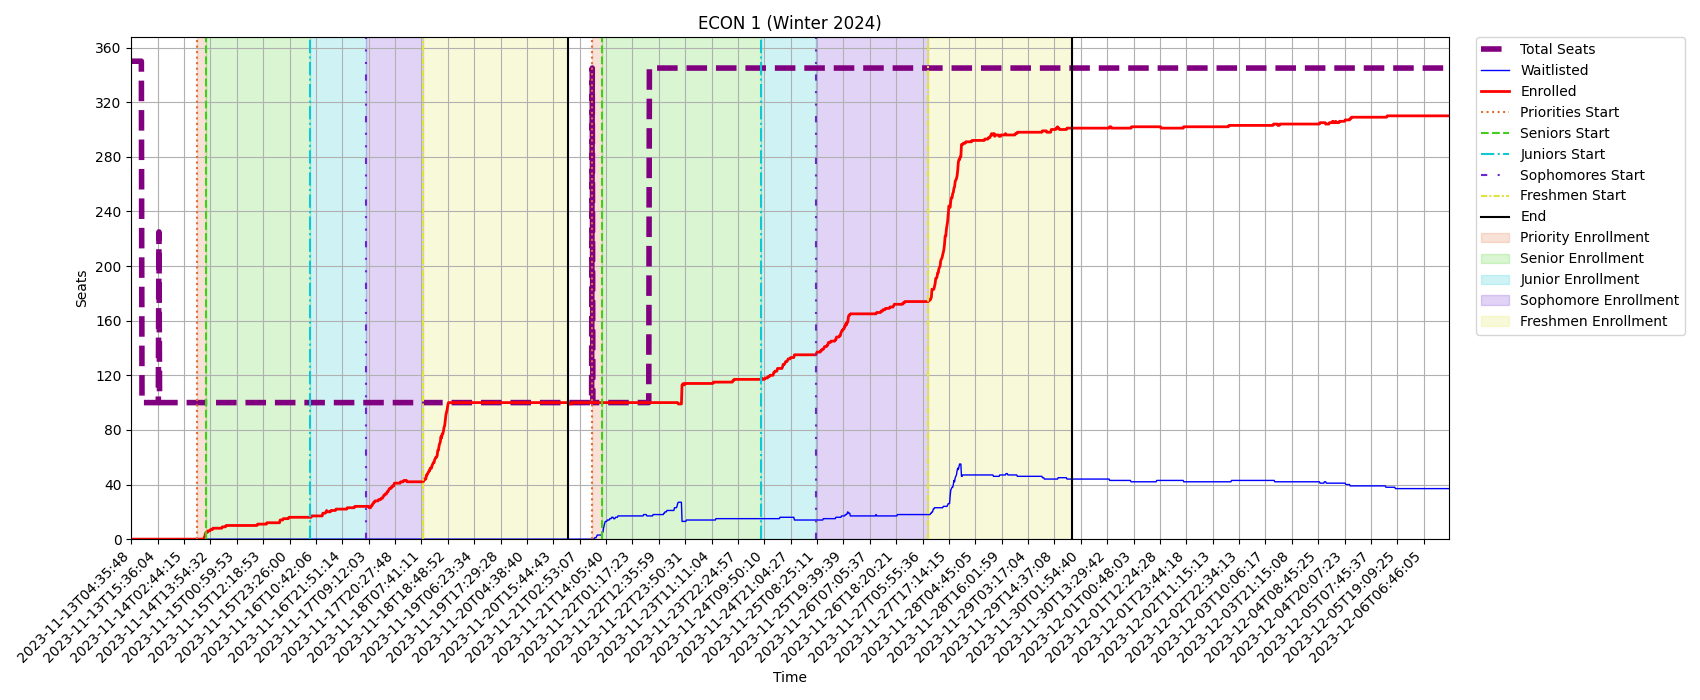 ECON 1 (Winter 2024)
360
320
280
240
200
160
120
80
40
0
Seats
2023-11-13T04:35:48
2023-11-13T15:36:04
2023-11-14T02:44:15
2023-11-14T13:54:32
2023-11-15T00:59:53
2023-11-15T12:18:53
2023-11-15T23:26:00
2023-11-16T10:42:06
2023-11-16T21:51:14
2023-11-17T09:12:03
2023-11-17T20:27:48
2023-11-18T07:41:11
2023-11-18T18:48:52
2023-11-19T06:23:34
2023-11-19T17:29:28
2023-11-20T04:38:40
2023-11-20T15:44:43
2023-11-21T02:53:07
2023-11-21T14:05:40
2023-11-22T01:17:23
2023-11-22T12:35:59
2023-11-22T23:50:31
2023-11-23T11:11:04
2023-11-23T22:24:57
2023-11-24T09:50:10
2023-11-24T21:04:27
2023-11-25T08:25:11
2023-11-25T19:39:39
2023-11-26T07:05:37
2023-11-26T18:20:21
2023-11-27T05:55:36
2023-11-27T17:14:15
2023-11-28T04:45:05
2023-11-28T16:01:59
2023-11-29T03:17:04
2023-11-29T14:37:08
2023-11-30T01:54:40
2023-11-30T13:29:42
2023-12-01T00:48:03
2023-12-01T12:24:28
2023-12-01T23:44:18
2023-12-02T11:15:13
2023-12-02T22:34:13
2023-12-03T10:06:17
2023-12-03T21:15:08
2023-12-04T08:45:25
2023-12-04T20:07:23
2023-12-05T07:45:37
2023-12-05T19:09:25
2023-12-06T06:46:05
Time
Total Seats
Waitlisted
Enrolled
Priorities Start
Seniors Start
Juniors Start
Sophomores Start
Freshmen Start
End
Priority Enrollment
Senior Enrollment
Junior Enrollment
Sophomore Enrollment
Freshmen Enrollment